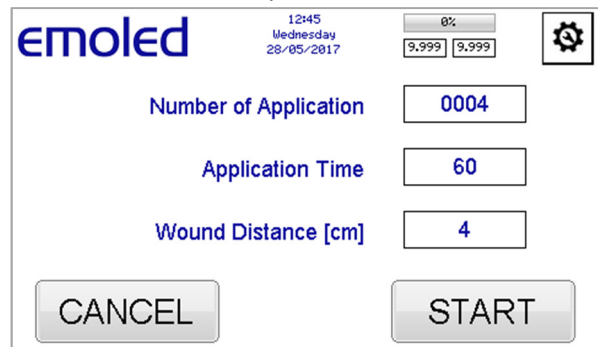 emoled
12:45
Wednesday
28/05/2017
0%
9.999 9.999
Number of Application 0004
Application Time 60
Wound Distance [cm] 4
CANCEL START